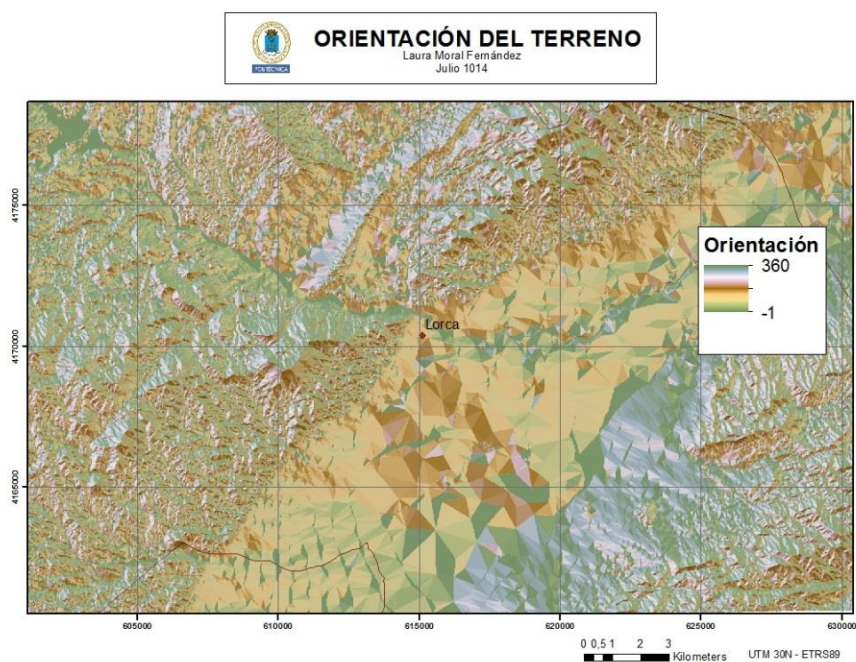 POLITÉCNICA
ORIENTACIÓN DEL TERRENO
Laura Moral Fernández
Julio 1014
4175000
4170000
4165000
Lorca
Orientación
360
-1
605000
610000
615000
620000
625000
630000
0 0,5 1 2 3
Kilometers
UTM 30N - ETRS89